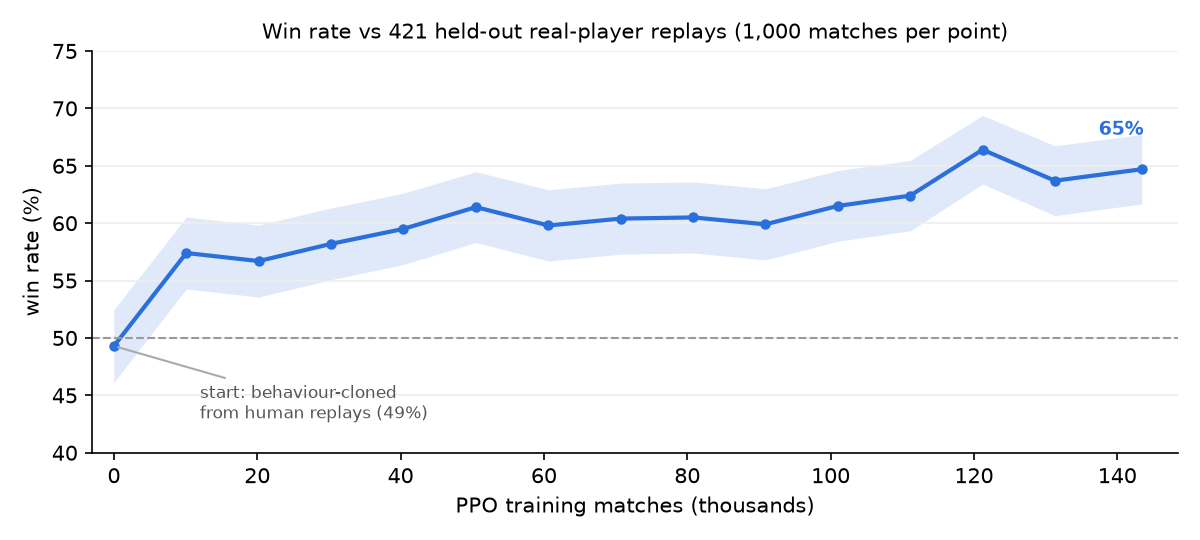 Win rate vs 421 held-out real-player replays (1,000 matches per point)
75
70
65
60
55
50
45
40
win rate (%)
65%
start: behaviour-cloned
from human replays (49%)
0 20 40 60 80 100 120 140
PPO training matches (thousands)